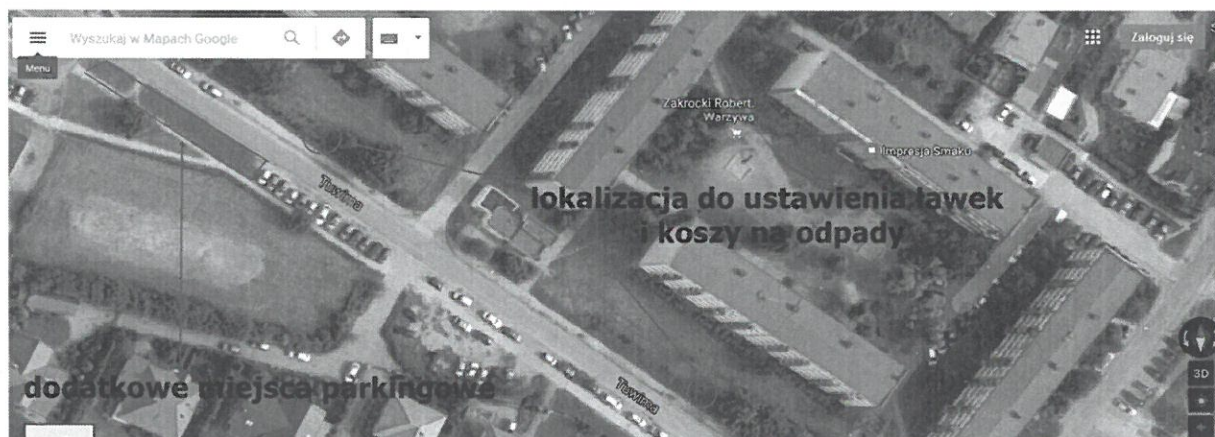 Wyszukaj w Mapach Google
Zaloguj się
Menu
Zakrocki Robert.
Warzywa
Impresja Smaku
Tuwima
lokalizacja do ustawienia ławek
i koszy na odpady
dodatkowe miejsca parkingowe
Tuwima
3D